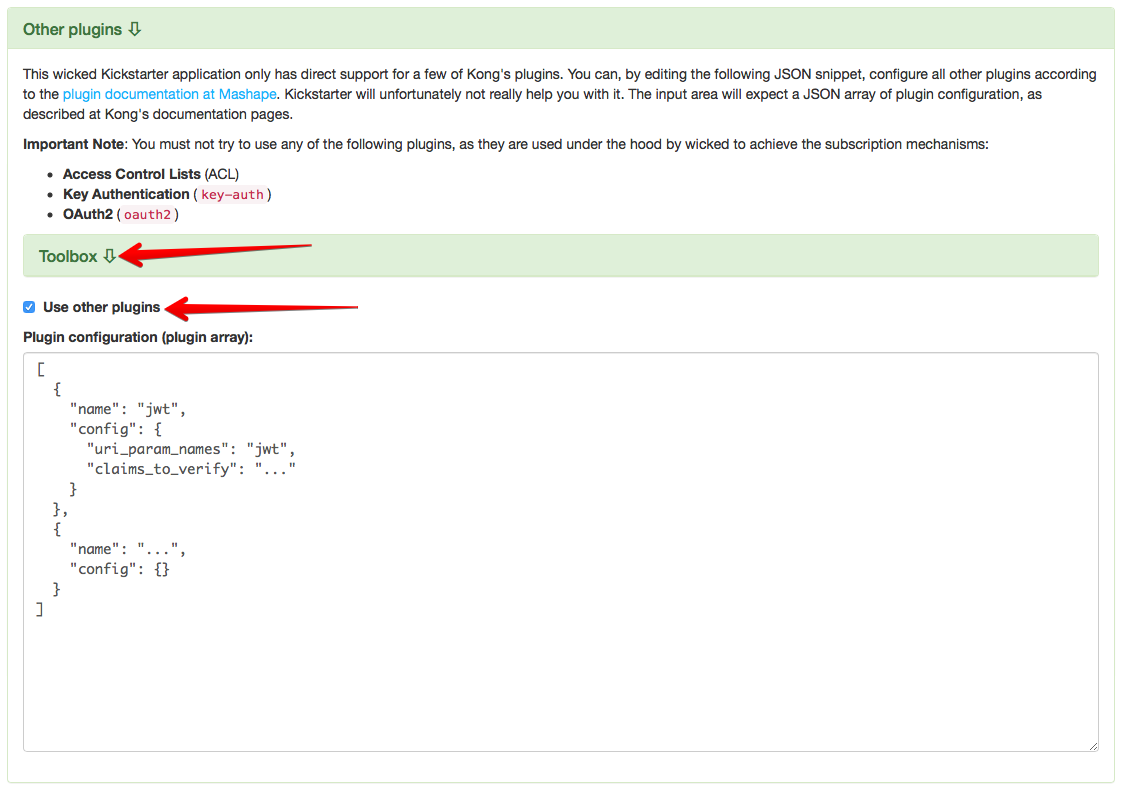 Other plugins ⇩
This wicked Kickstarter application only has direct support for a few of Kong's plugins. You can, by editing the following JSON snippet, configure all other plugins according
to the plugin documentation at Mashape. Kickstarter will unfortunately not really help you with it. The input area will expect a JSON array of plugin configuration, as
described at Kong's documentation pages.
Important Note: You must not try to use any of the following plugins, as they are used under the hood by wicked to achieve the subscription mechanisms:
• Access Control Lists (ACL)
• Key Authentication ( key-auth )
• OAuth2 ( oauth2 )
Toolbox ⇩
Use other plugins
Plugin configuration (plugin array):
[
  {
    "name": "jwt",
    "config": {
      "uri_param_names": "jwt",
      "claims_to_verify": "..."
    }
  },
  {
    "name": "...",
    "config": {}
  }
]